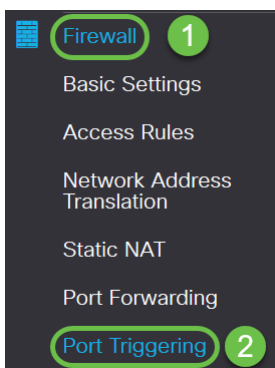 Firewall 1
Basic Settings
Access Rules
Network Address
Translation
Static NAT
Port Forwarding
Port Triggering 2